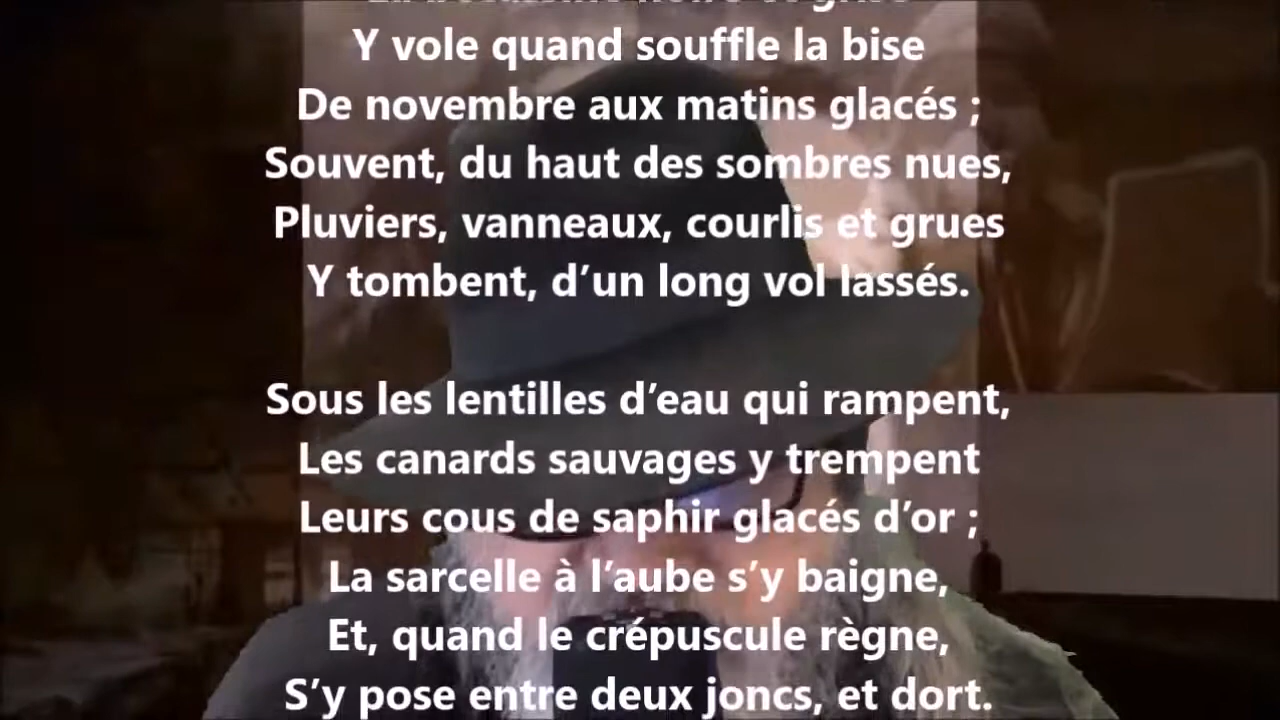 Y vole quand souffle la bise
De novembre aux matins glacés ;
Souvent, du haut des sombres nues,
Pluviers, vanneaux, courlis et grues
Y tombent, d’un long vol lassés.
Sous les lentilles d’eau qui rampent,
Les canards sauvages y trempent
Leurs cous de saphir glacés d’or ;
La sarcelle à l’aube s’y baigne,
Et, quand le crépuscule règne,
S’y pose entre deux joncs, et dort.